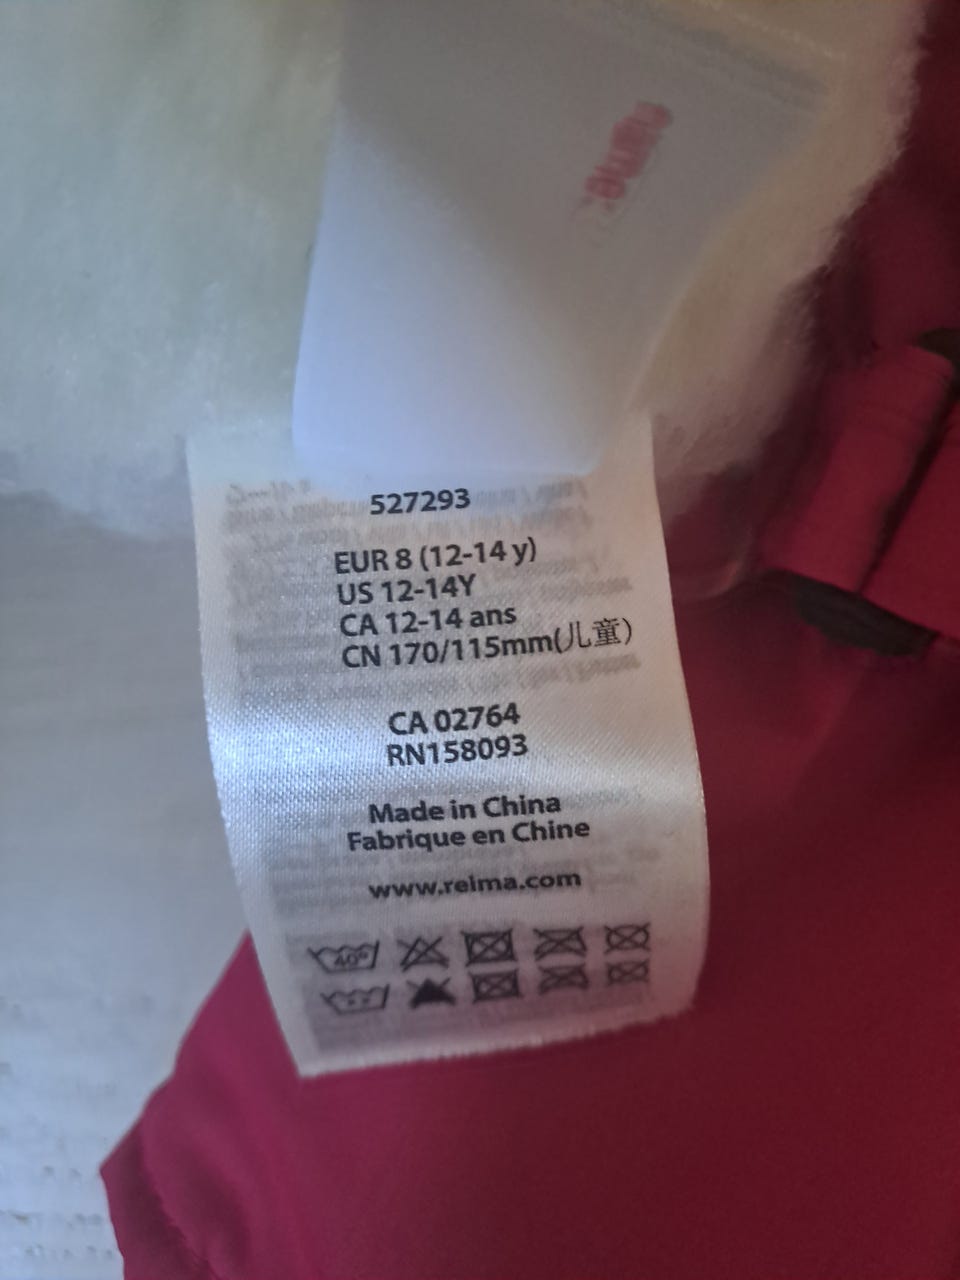 527293
EUR 8 (12-14 y)
US 12-14Y
CA 12-14 ans
CN 170/115mm(儿童)
CA 02764
RN158093
Made in China
Fabrique en Chine
www.reima.com
40°